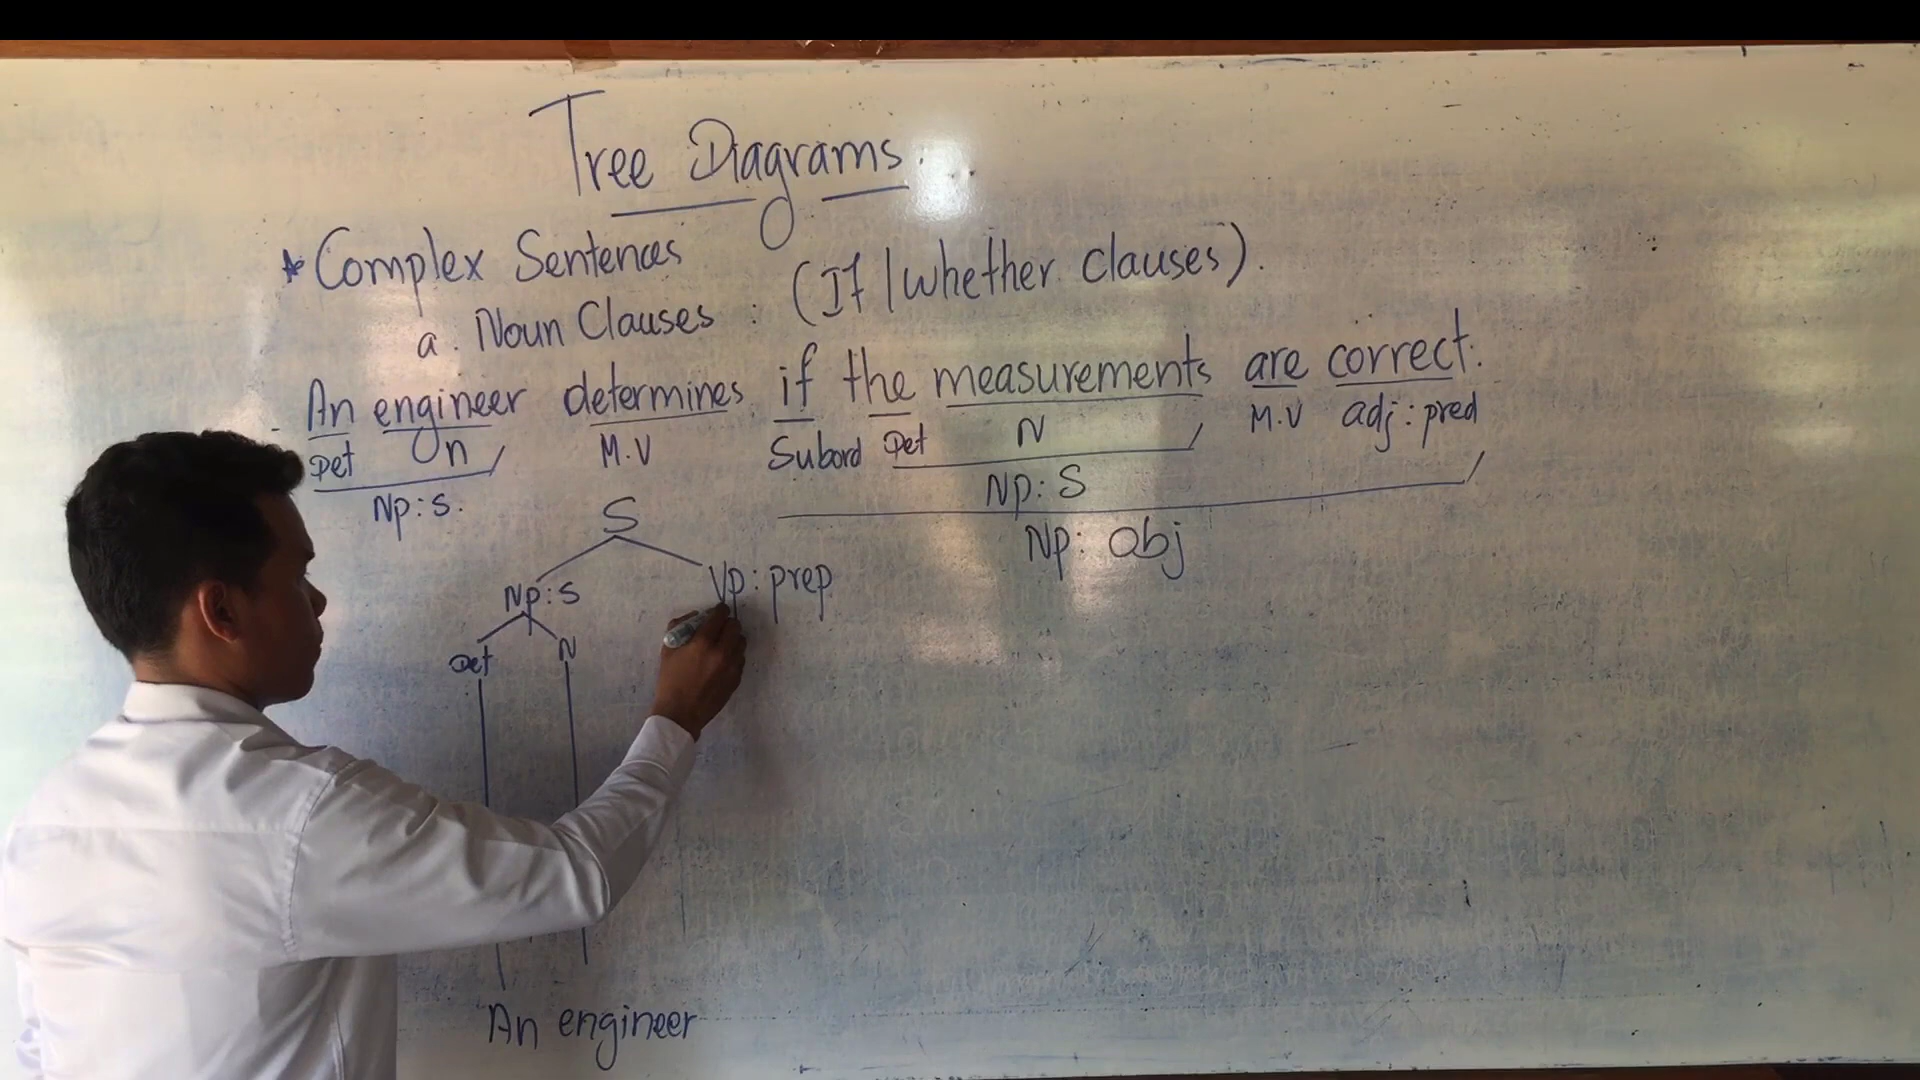 Tree Diagrams
* Complex Sentences
a. Noun Clauses : (If / whether clauses).
An engineer determines if the measurements are correct.
Det n M.V Subord Det N M.V adj: pred
Np: S. Np: S
Np: obj
S
Np: S Vp: prep
Det N
An engineer